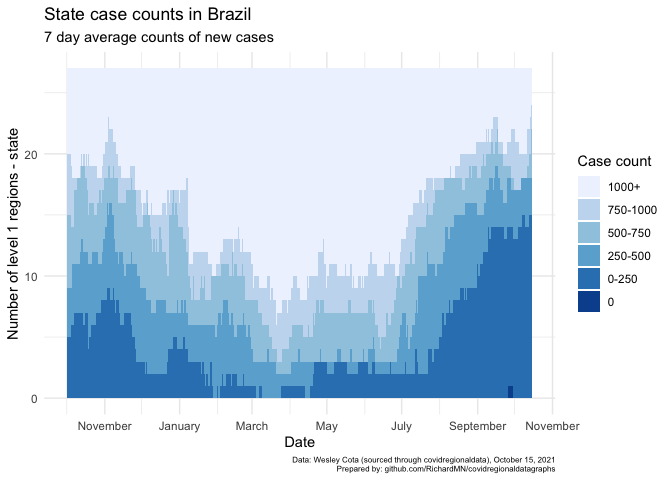 State case counts in Brazil
7 day average counts of new cases
Number of level 1 regions - state
20
10
0
November January March May July September November
Date
Case count
1000+
750-1000
500-750
250-500
0-250
0
Data: Wesley Cota (sourced through covidregionaldata), October 15, 2021
Prepared by: github.com/RichardMN/covidregionaldatagraphs